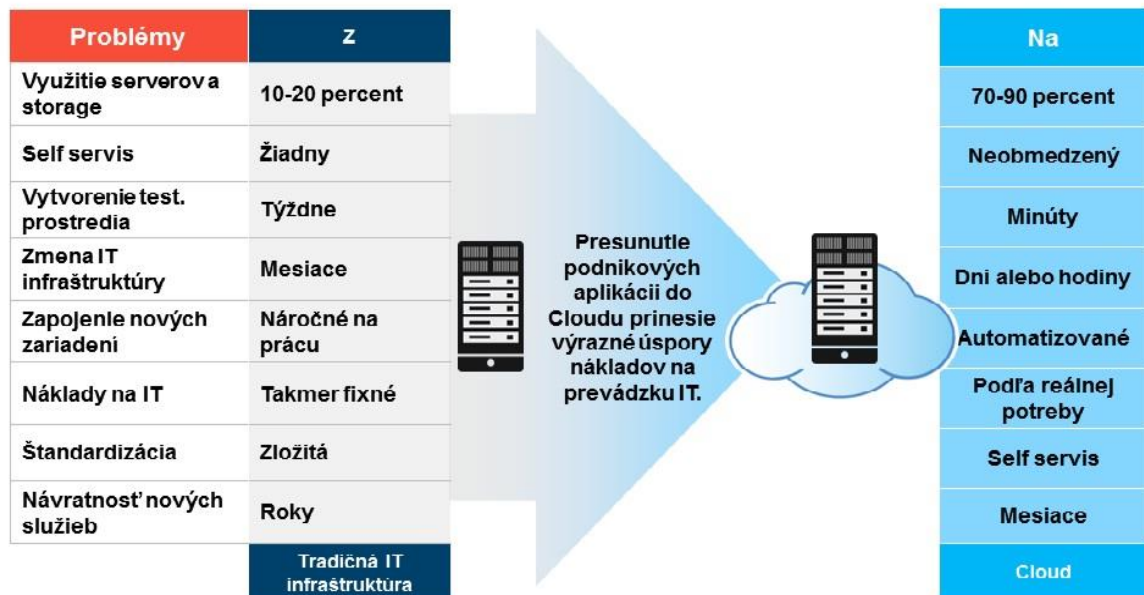 Problémy
Z
Na
Využitie serverov a
storage
10-20 percent
70-90 percent
Self servis
Žiadny
Neobmedzený
Vytvorenie test.
prostredia
Týždne
Minúty
Zmena IT
infraštruktúry
Mesiace
Dni alebo hodiny
Zapojenie nových
zariadení
Náročné na
prácu
Automatizované
Náklady na IT
Takmer fixné
Podľa reálnej
potreby
Štandardizácia
Zložitá
Self servis
Návratnosť nových
služieb
Roky
Mesiace
Tradičná IT
infraštruktúra
Cloud
Presunutie
podnikových
aplikácii do
Cloudu prinesie
výrazné úspory
nákladov na
prevádzku IT.